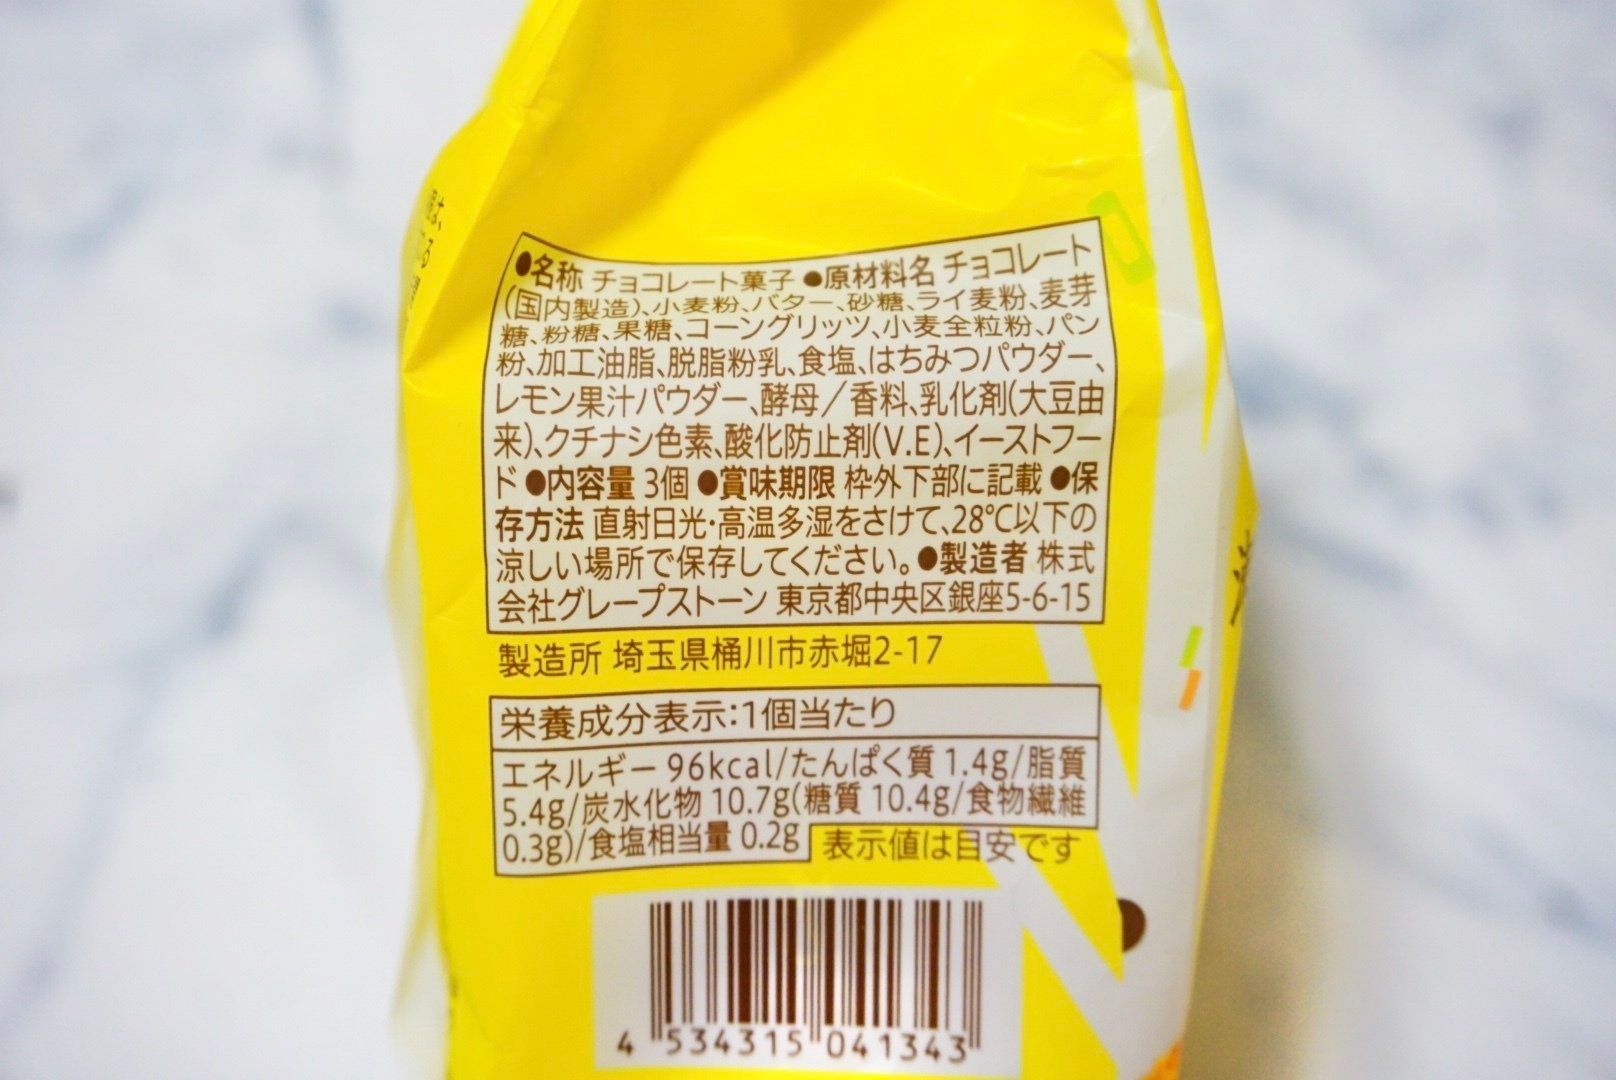 ●名称 チョコレート菓子 ●原材料名 チョコレート
(国内製造)、小麦粉、バター、砂糖、ライ麦粉、麦芽
糖、粉糖、果糖、コーングリッツ、小麦全粒粉、パン
粉、加工油脂、脱脂粉乳、食塩、はちみつパウダー、
レモン果汁パウダー、酵母／香料、乳化剤(大豆由
来)、クチナシ色素、酸化防止剤(V.E)、イーストフー
ド ●内容量 3個 ●賞味期限 枠外下部に記載 ●保
存方法 直射日光・高温多湿をさけて、28℃以下の
涼しい場所で保存してください。●製造者 株式
会社グレープストーン 東京都中央区銀座5-6-15
製造所 埼玉県桶川市赤堀2-17
栄養成分表示:1個当たり
エネルギー 96kcal/たんぱく質 1.4g/脂質
5.4g/炭水化物 10.7g(糖質 10.4g/食物繊維
0.3g)/食塩相当量 0.2g 表示値は目安です
4 534315 041343